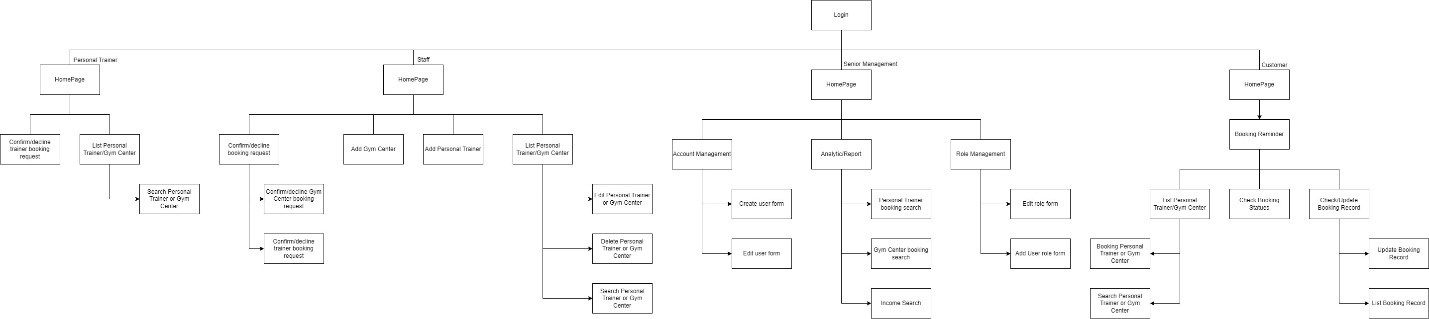 Login
Personal Trainer
Staff
Senior Management
Customer
HomePage
HomePage
HomePage
HomePage
Confirm/decline
trainer booking
request
List Personal
Trainer/Gym Center
Confirm/decline
booking request
Add Gym Center
Add Personal Trainer
List Personal
Trainer/Gym Center
Account Management
Analytic/Report
Role Management
Booking Reminder
Search Personal
Trainer or Gym
Center
Confirm/decline Gym
Center booking
request
Confirm/decline
trainer booking
request
Edit Personal Trainer
or Gym Center
Delete Personal
Trainer or Gym
Center
Search Personal
Trainer or Gym
Center
Create user form
Edit user form
Personal Trainer
booking search
Gym Center booking
search
Income Search
Edit role form
Add User role form
List Personal
Trainer/Gym Center
Check Booking
Statues
Check/Update
Booking Record
Booking Personal
Trainer or Gym
Center
Search Personal
Trainer or Gym
Center
Update Booking
Record
List Booking Record